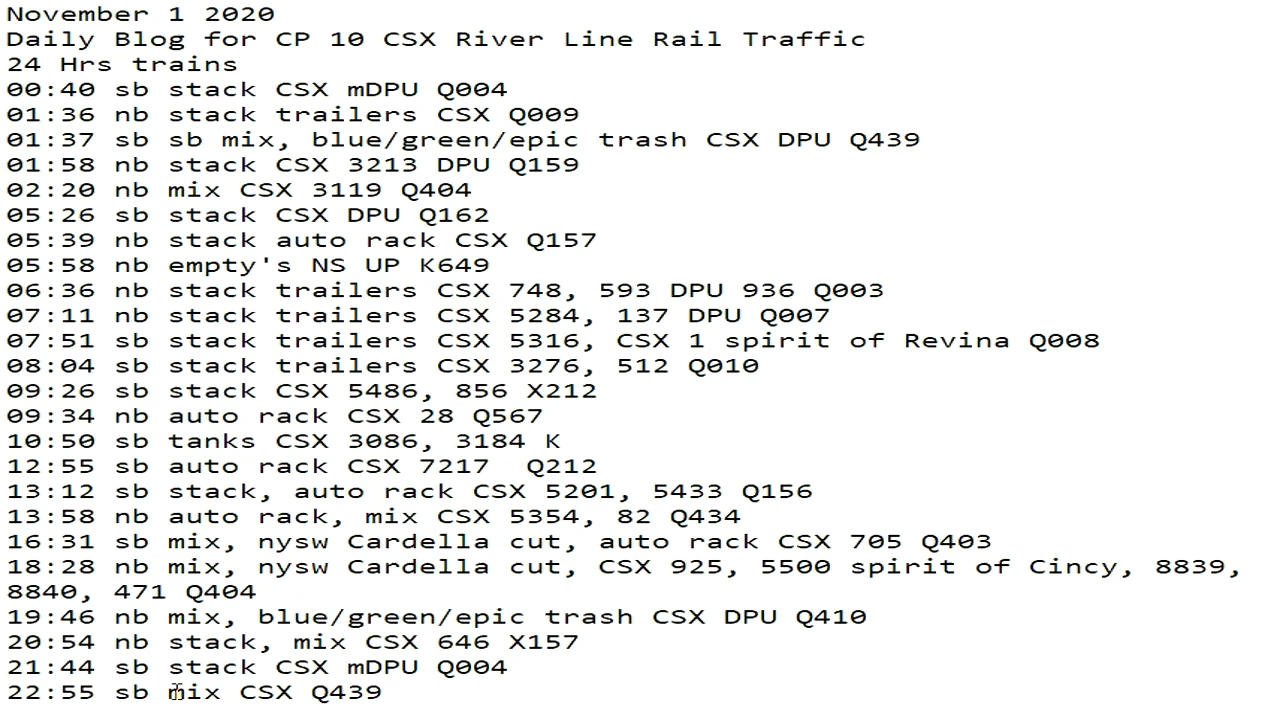 November 1 2020
Daily Blog for CP 10 CSX River Line Rail Traffic
24 Hrs trains
00:40 sb stack CSX mDPU Q004
01:36 nb stack trailers CSX Q009
01:37 sb sb mix, blue/green/epic trash CSX DPU Q439
01:58 nb stack CSX 3213 DPU Q159
02:20 nb mix CSX 3119 Q404
05:26 sb stack CSX DPU Q162
05:39 nb stack auto rack CSX Q157
05:58 nb empty's NS UP K649
06:36 nb stack trailers CSX 748, 593 DPU 936 Q003
07:11 nb stack trailers CSX 5284, 137 DPU Q007
07:51 sb stack trailers CSX 5316, CSX 1 spirit of Revina Q008
08:04 sb stack trailers CSX 3276, 512 Q010
09:26 sb stack CSX 5486, 856 X212
09:34 nb auto rack CSX 28 Q567
10:50 sb tanks CSX 3086, 3184 K
12:55 sb auto rack CSX 7217  Q212
13:12 sb stack, auto rack CSX 5201, 5433 Q156
13:58 nb auto rack, mix CSX 5354, 82 Q434
16:31 sb mix, nysw Cardella cut, auto rack CSX 705 Q403
18:28 nb mix, nysw Cardella cut, CSX 925, 5500 spirit of Cincy, 8839,
8840, 471 Q404
19:46 nb mix, blue/green/epic trash CSX DPU Q410
20:54 nb stack, mix CSX 646 X157
21:44 sb stack CSX mDPU Q004
22:55 sb mix CSX Q439